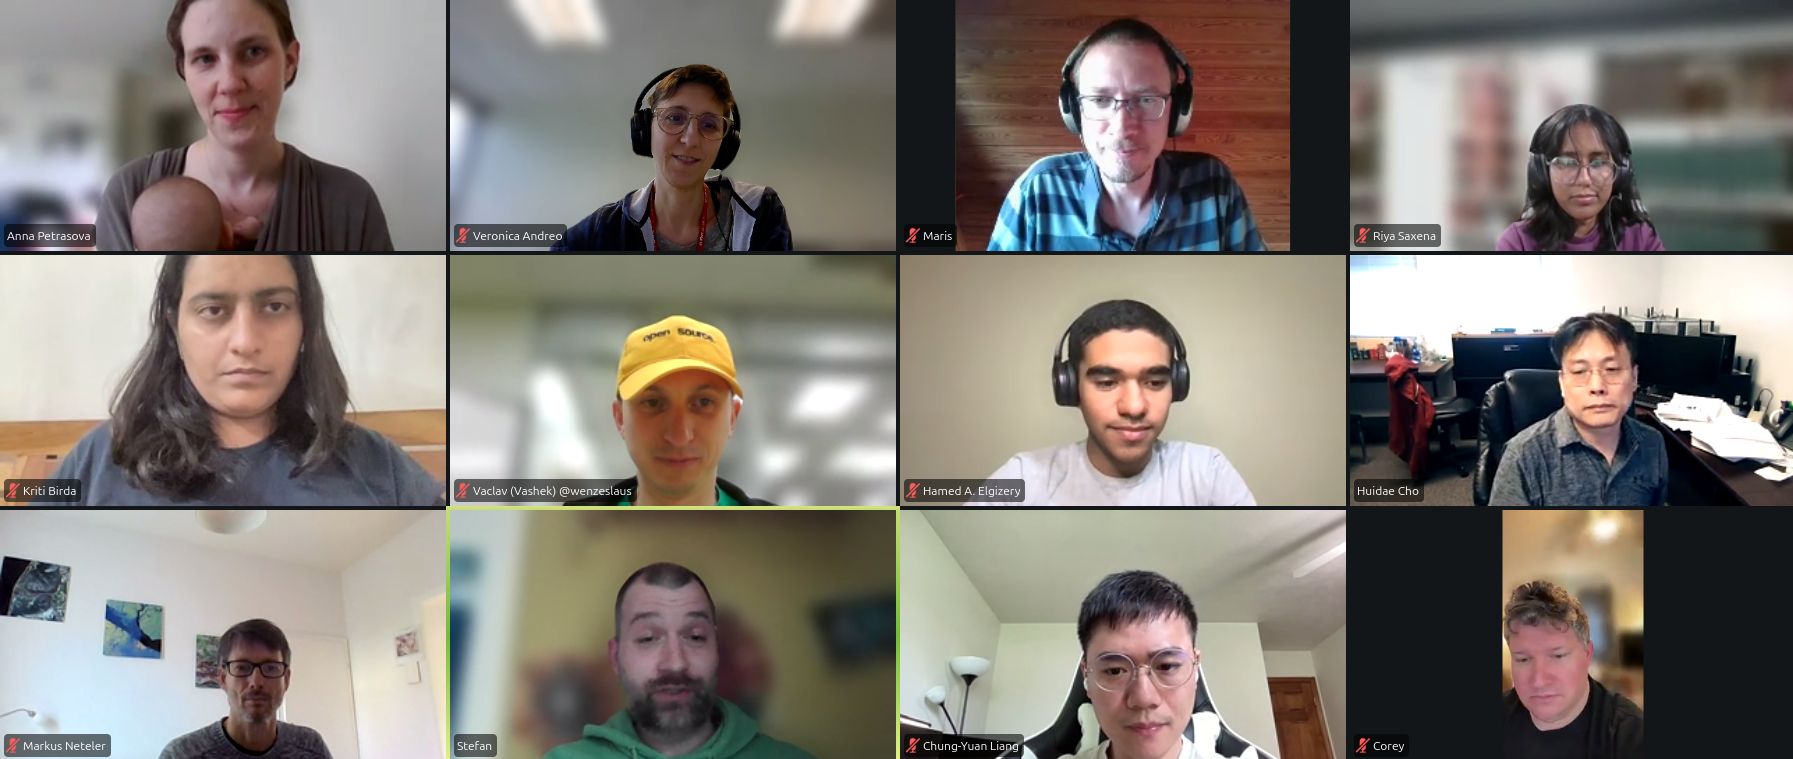 Anna Petrasova
Veronica Andreo
Maris
Riya Saxena
Kriti Birda
open source
Vaclav (Vashek) @wenzeslaus
Hamed A. Elgizery
Huidae Cho
Markus Neteler
Stefan
Chung-Yuan Liang
Corey